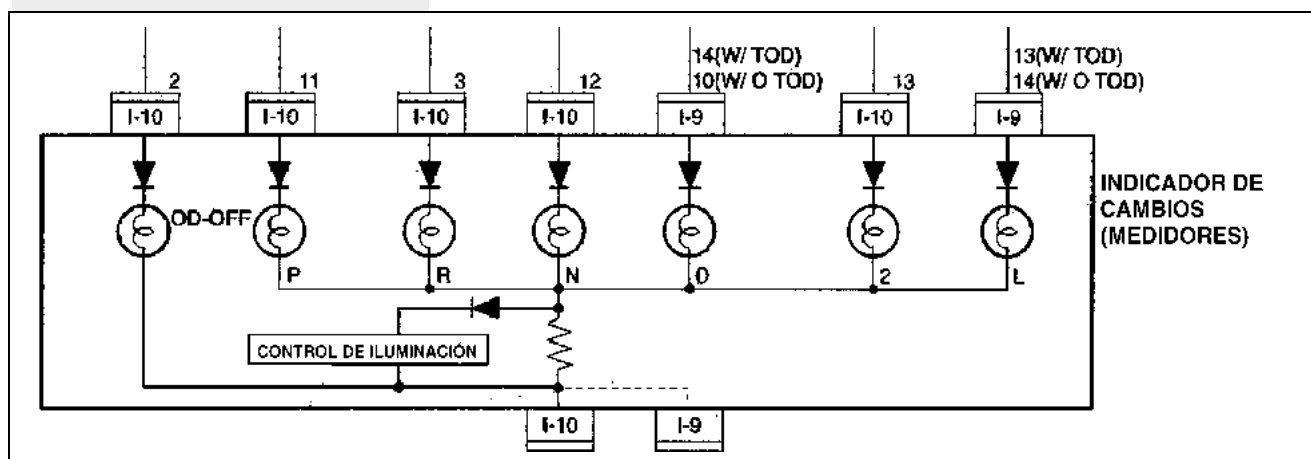 14(W/ TOD)
13(W/ TOD)
2
11
3
12
10(W/ O TOD)
13
14(W/ O TOD)
I-10
I-10
I-10
I-10
I-9
I-10
I-9
INDICADOR DE
CAMBIOS
(MEDIDORES)
OD-OFF
P
R
N
D
2
L
CONTROL DE ILUMINACIÓN
I-10
I-9